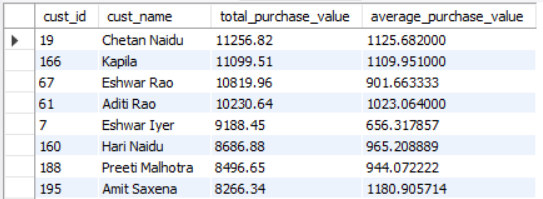 cust_id cust_name total_purchase_value average_purchase_value
19 Chetan Naidu 11256.82 1125.682000
166 Kapila 11099.51 1109.951000
67 Eshwar Rao 10819.96 901.663333
61 Aditi Rao 10230.64 1023.064000
7 Eshwar Iyer 9188.45 656.317857
160 Hari Naidu 8686.88 965.208889
188 Preeti Malhotra 8496.65 944.072222
195 Amit Saxena 8266.34 1180.905714